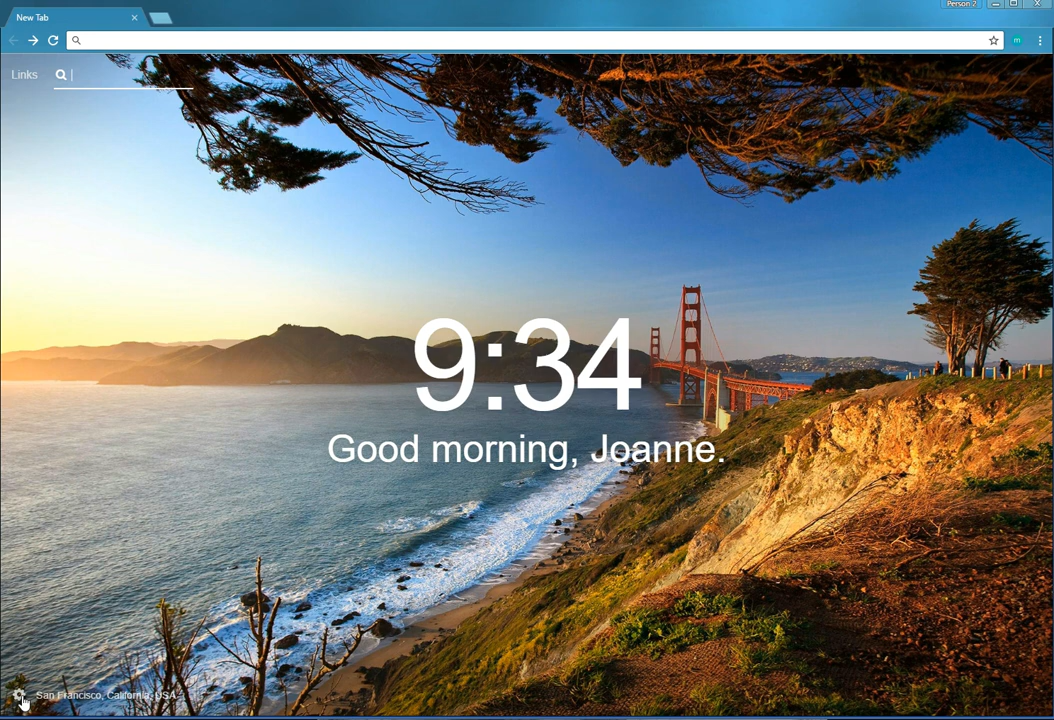 Person 2
New Tab
m
Links
9:34
Good morning, Joanne.
San Francisco, California, USA